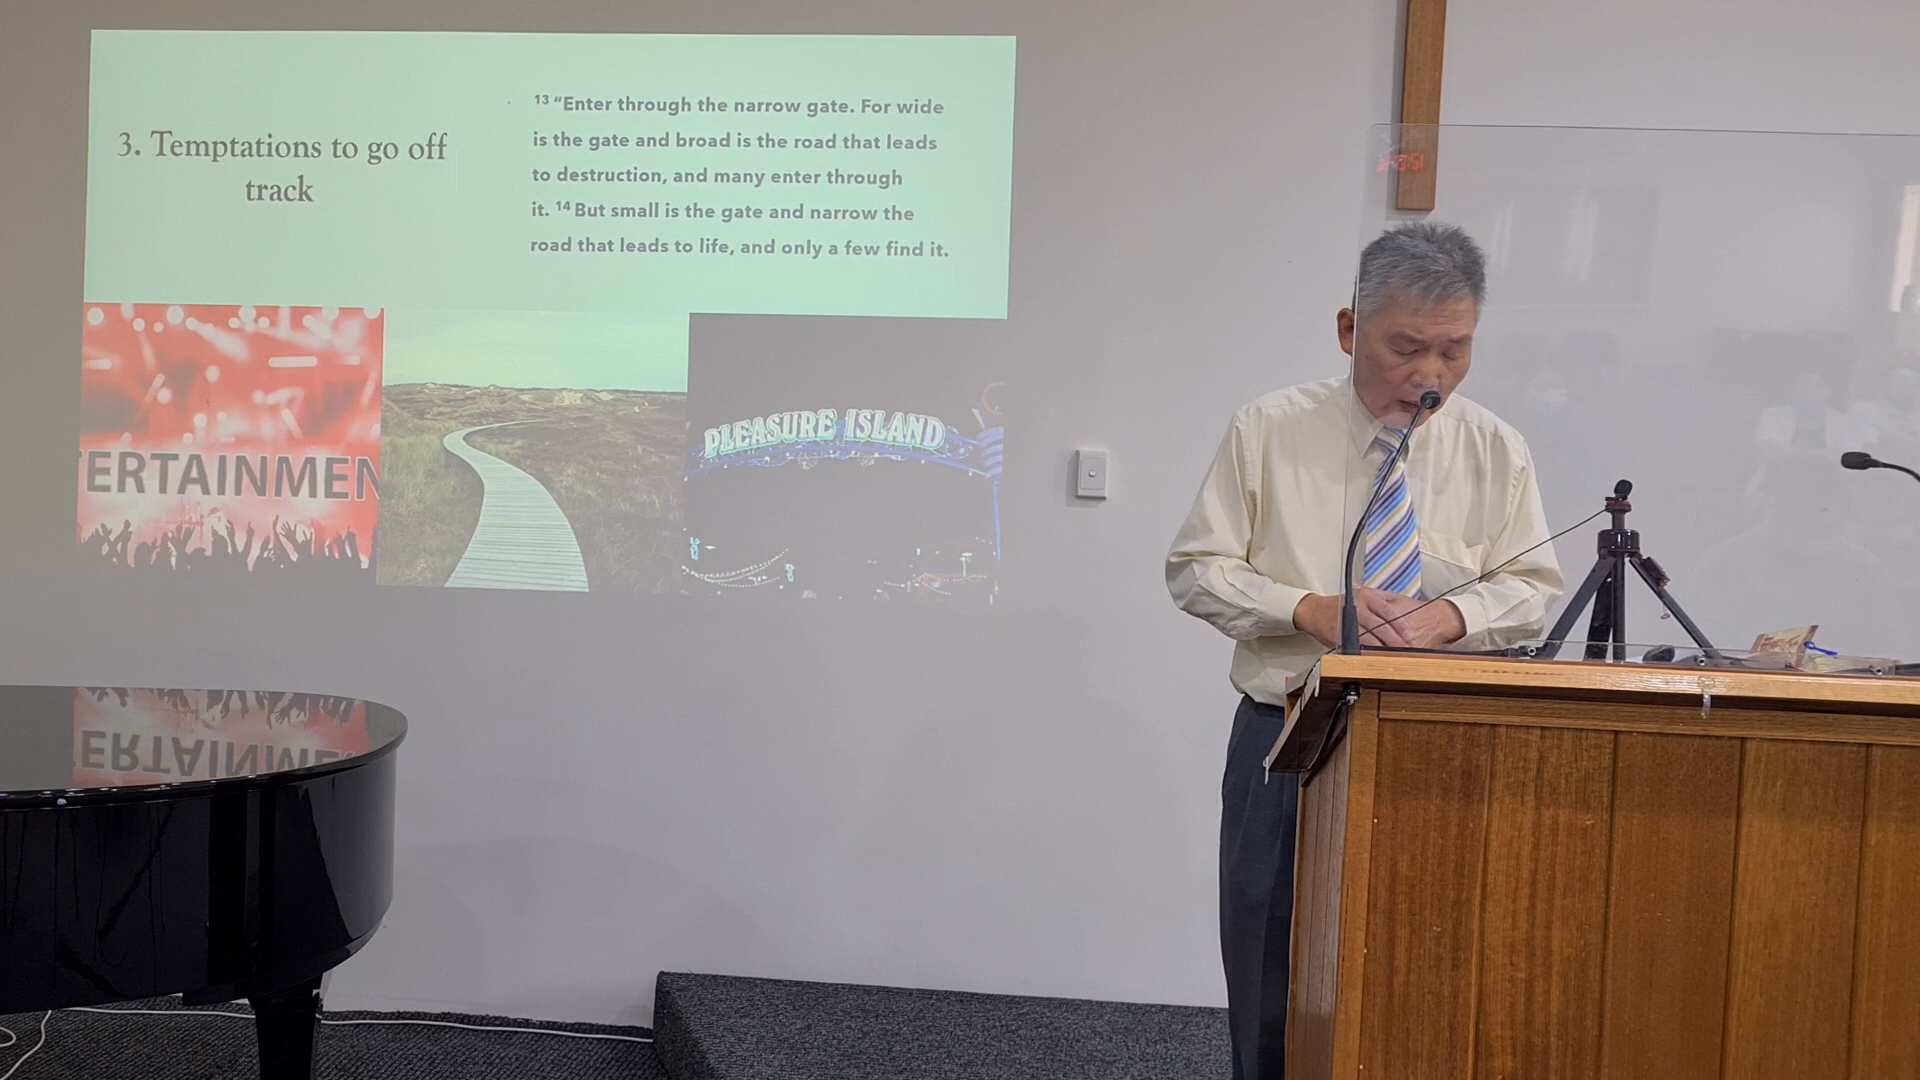 3. Temptations to go off
track
13 “Enter through the narrow gate. For wide
is the gate and broad is the road that leads
to destruction, and many enter through
it. 14 But small is the gate and narrow the
road that leads to life, and only a few find it.
TERTAINMEN
PLEASURE ISLAND